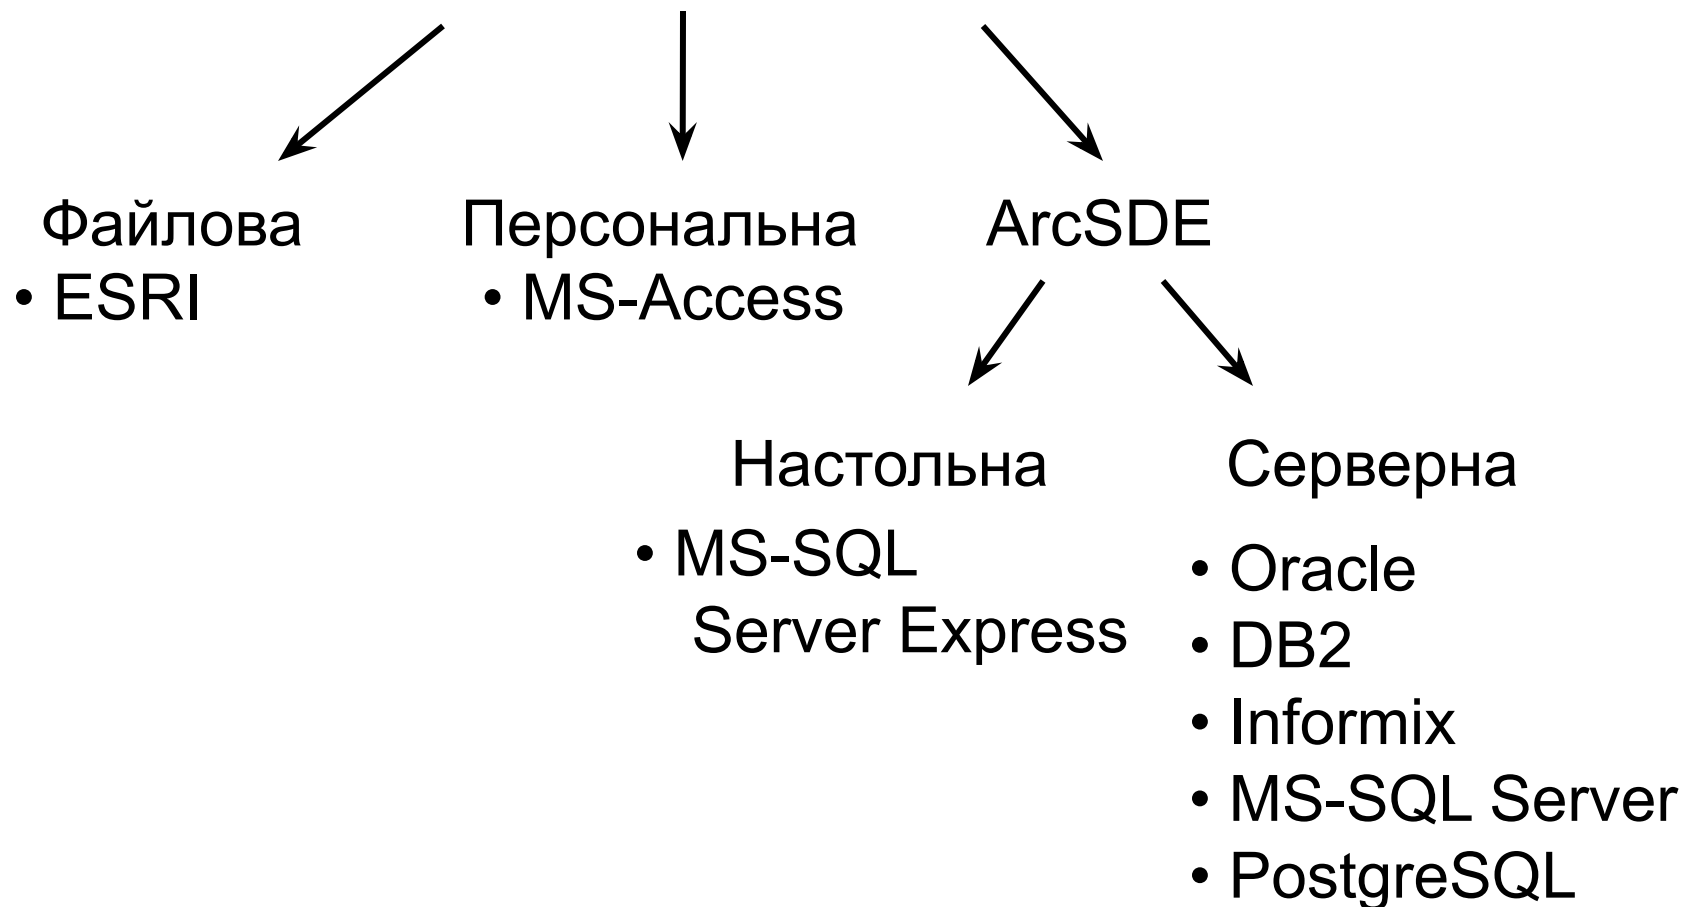 Файлова
• ESRI
Персональна
• MS-Access
ArcSDE
Настольна
• MS-SQL
Server Express
Серверна
• Oracle
• DB2
• Informix
• MS-SQL Server
• PostgreSQL